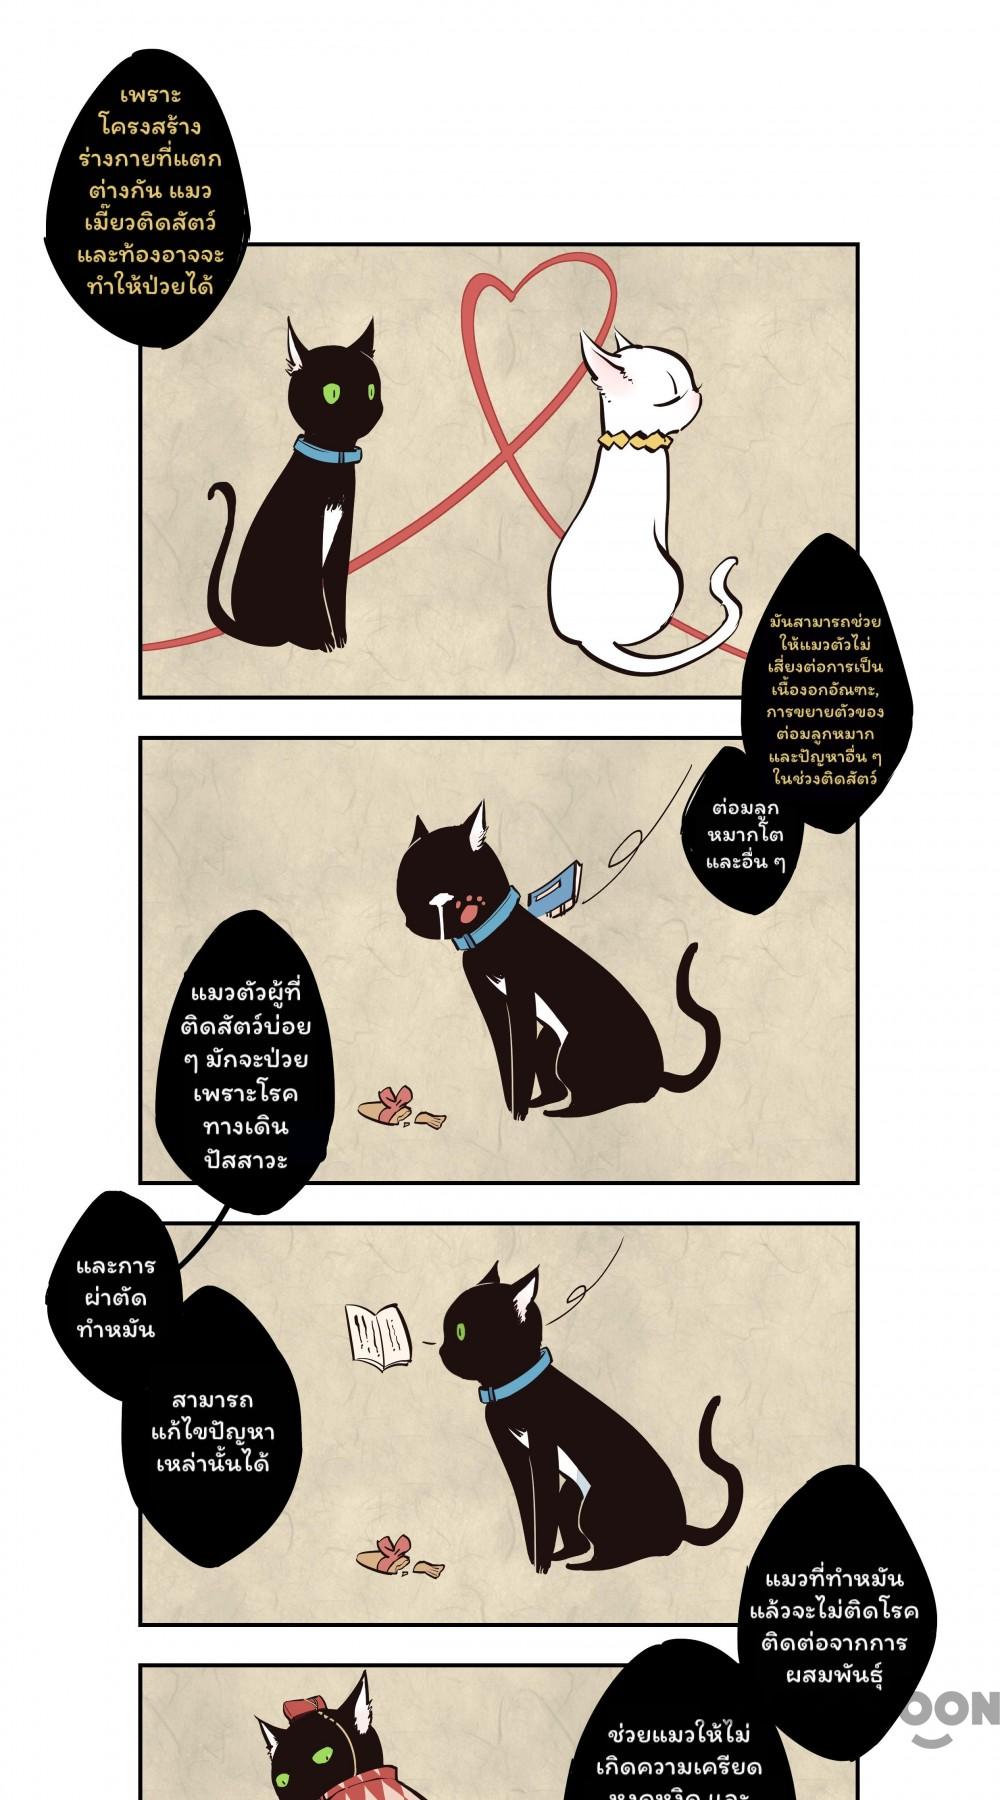 เพราะ
โครงสร้าง
ร่างกายที่แตก
ต่างกัน แมว
เมี๊ยวติดสัตว์
และท้องอาจจะ
ทำให้ป่วยได้
มันสามารถช่วย
ให้แมวตัวไม่
เสี่ยงต่อการเป็น
เนื้องอกอัณฑะ,
การขยายตัวของ
ต่อมลูกหมาก
และปัญหาอื่น ๆ
ในช่วงติดสัตว์
ต่อมลูก
หมากโต
และอื่น ๆ
แมวตัวผู้ที่
ติดสัตว์บ่อย
ๆ มักจะป่วย
เพราะโรค
ทางเดิน
ปัสสาวะ
และการ
ผ่าตัด
ทำหมัน
สามารถ
แก้ไขปัญหา
เหล่านั้นได้
แมวที่ทำหมัน
แล้วจะไม่ติดโรค
ติดต่อจากการ
ผสมพันธุ์
OON
ช่วยแมวให้ไม่
เกิดความเครียด
หงุดหงิด และ